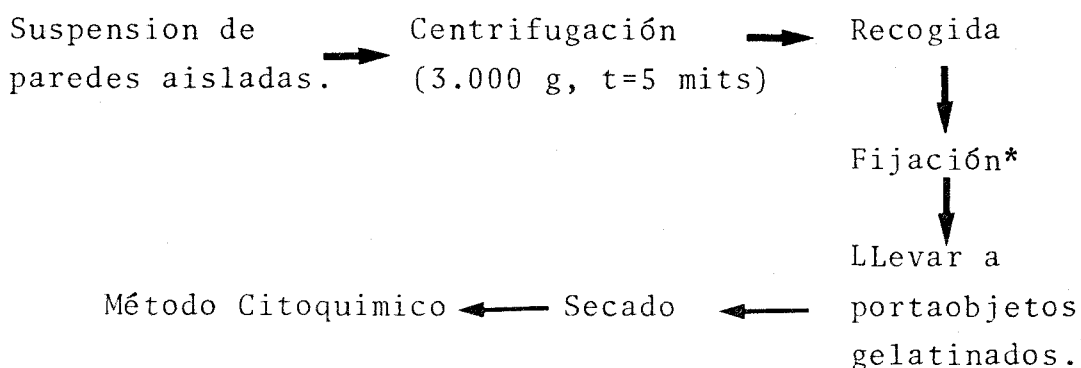 Suspension de
paredes aisladas.
Centrifugación
(3.000 g, t=5 mits)
Recogida
Fijación*
LLevar a
portaobjetos
gelatinados.
Secado
Método Citoquimico